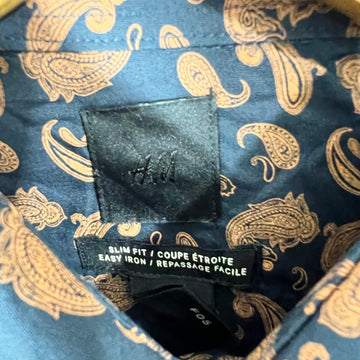 H&M
SLIM FIT / COUPE ÉTROITE
EASY IRON / REPASSAGE FACILE